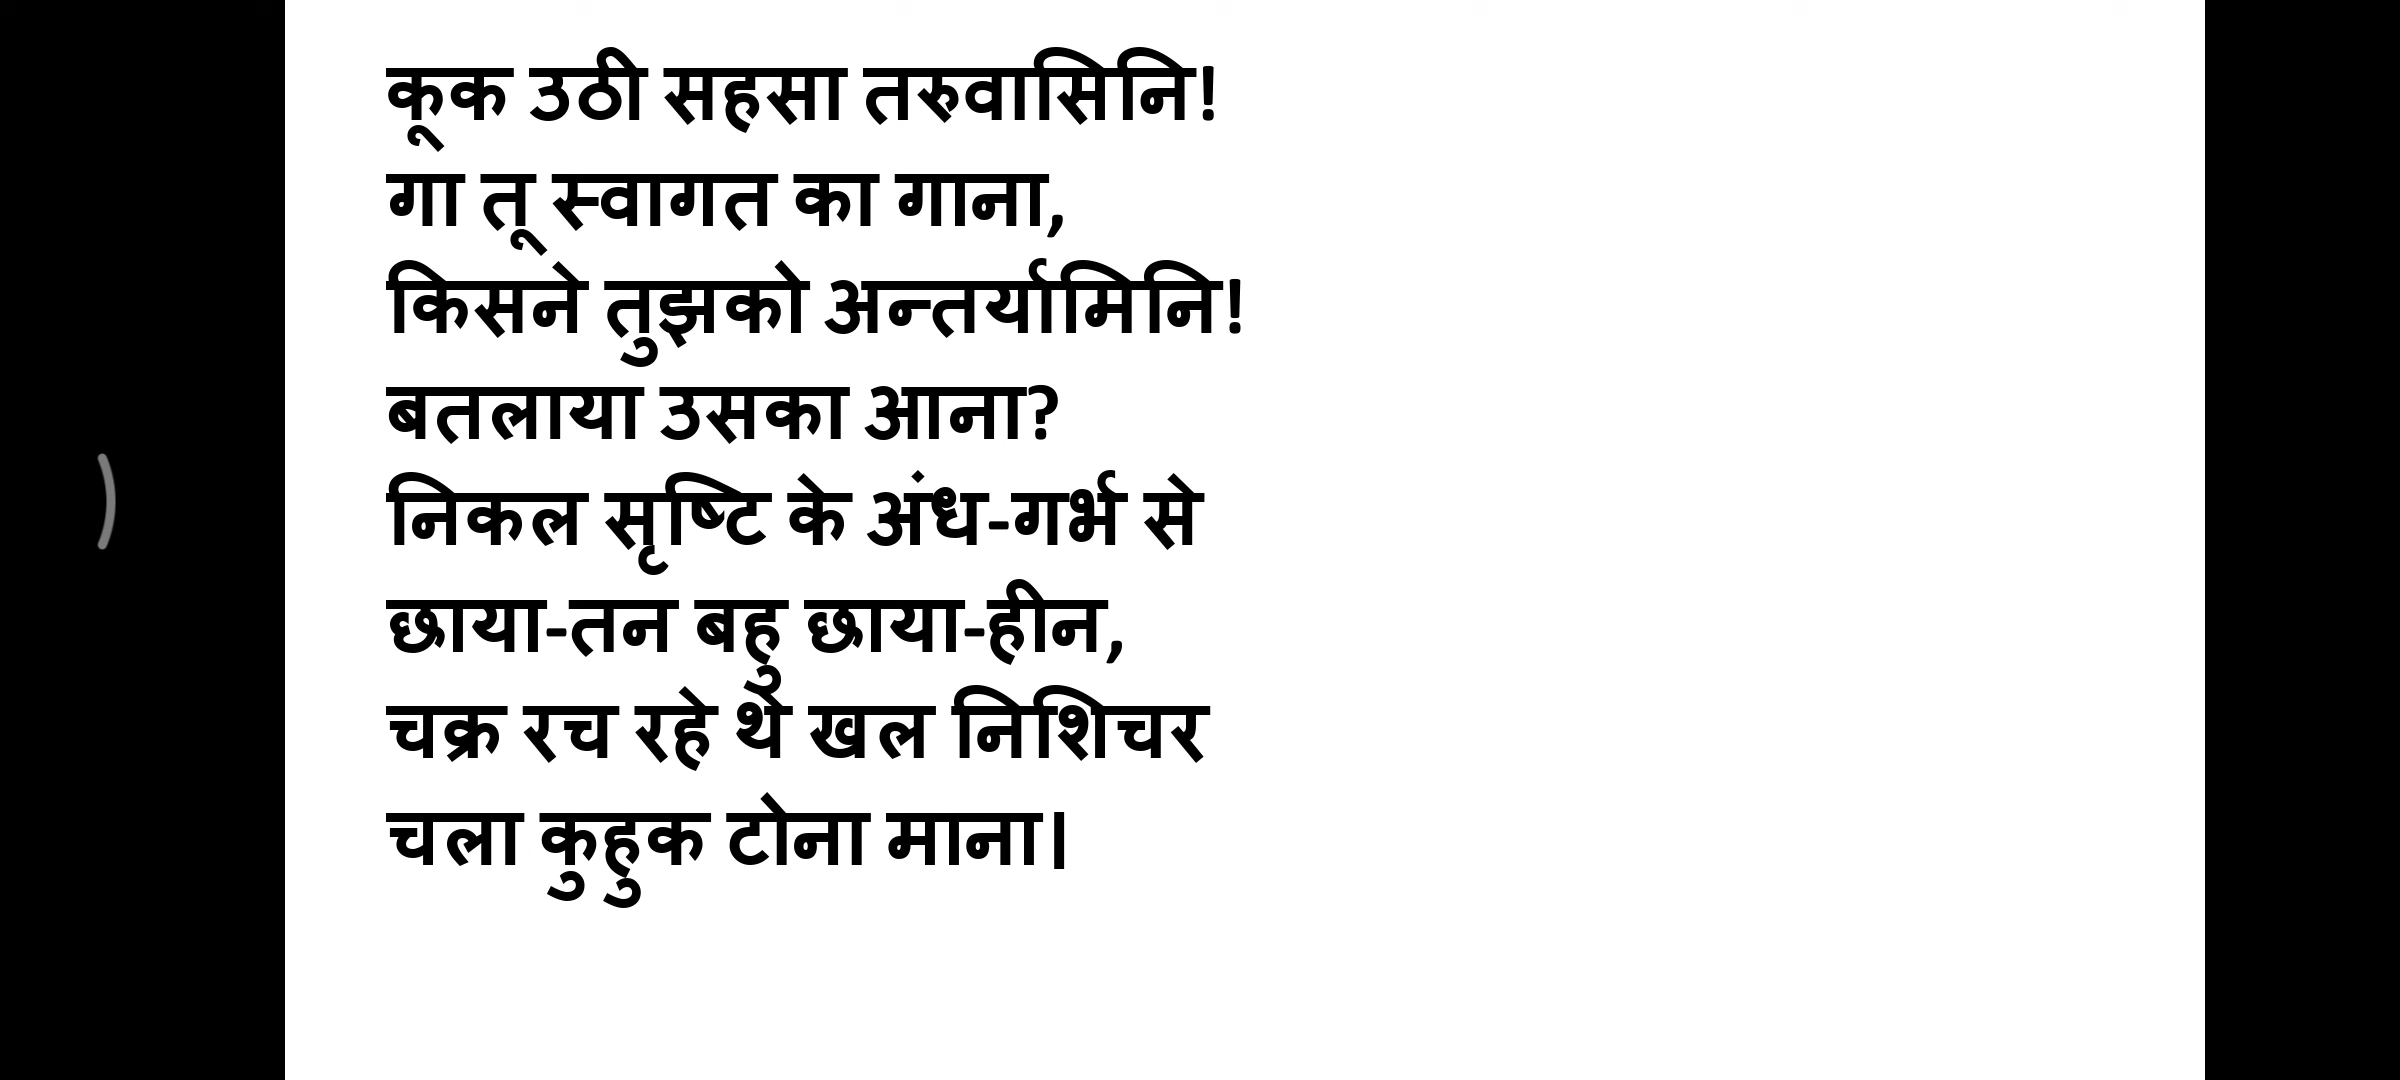 कूक उठी सहसा तरुवासिनि!
गा तू स्वागत का गाना,
किसने तुझको अन्तर्यामिनि!
बतलाया उसका आना?
निकल सृष्टि के अंध-गर्भ से
छाया-तन बहु छाया-हीन,
चक्र रच रहे थे खल निशिचर
चला कुहुक टोना माना।